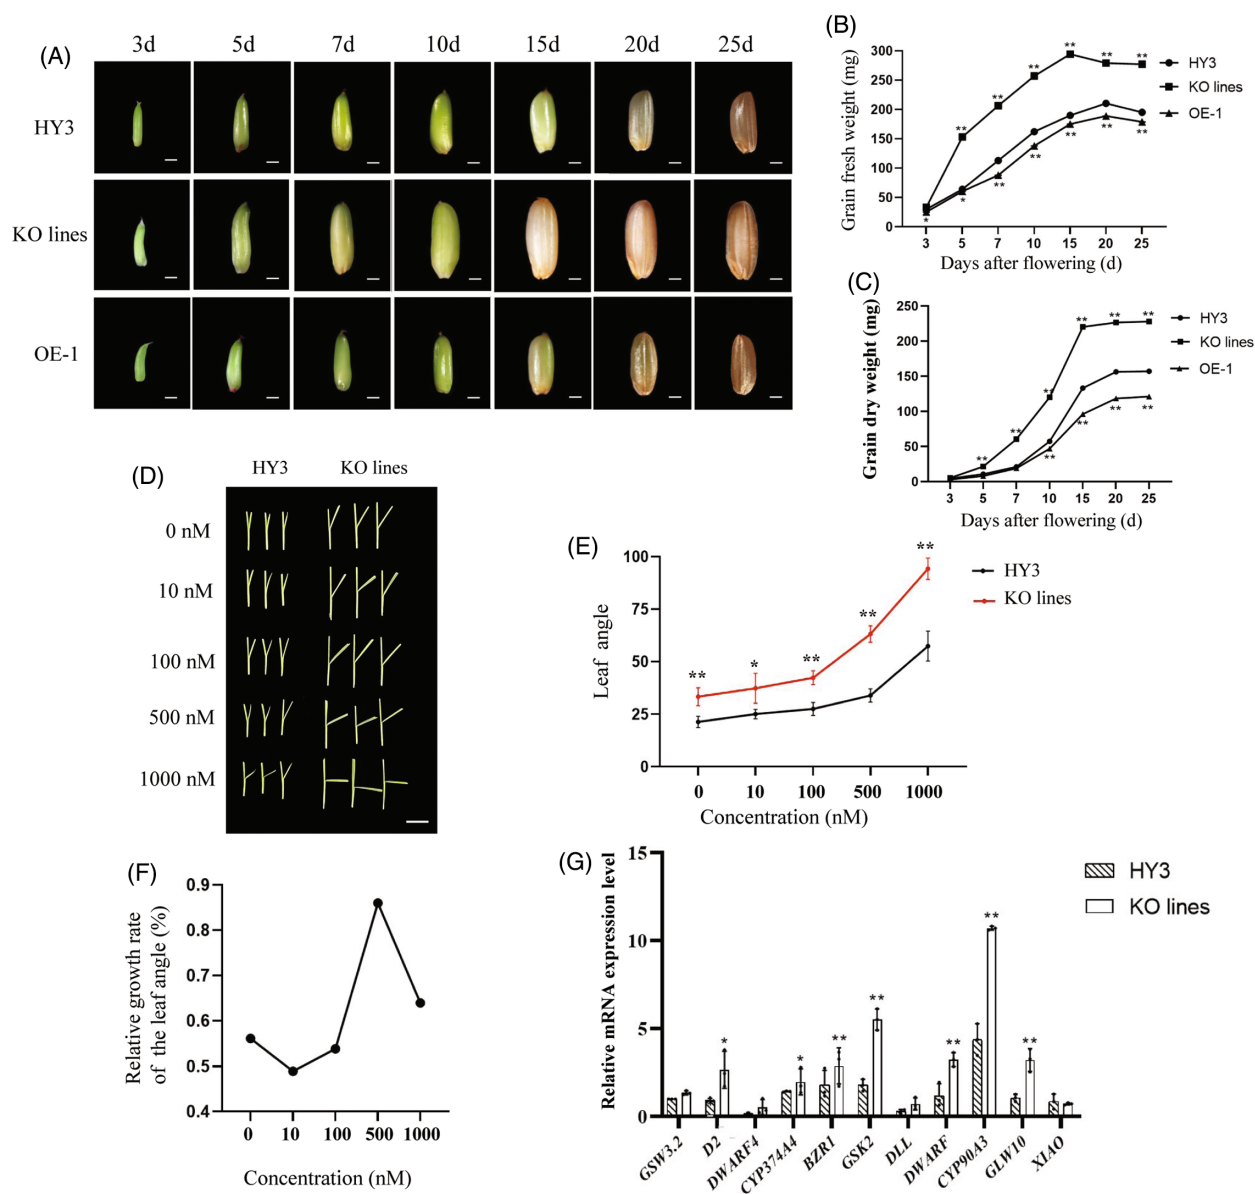 (A)
3d 5d 7d 10d 15d 20d 25d
HY3
KO lines
OE-1
(B)
Grain fresh weight (mg)
300
250
200
150
100
50
0
3 5 7 10 15 20 25
Days after flowering (d)
HY3
KO lines
OE-1
** ** ** ** ** ** * * ** ** ** ** **
(C)
Grain dry weight (mg)
250
200
150
100
50
0
3 5 7 10 15 20 25
Days after flowering (d)
HY3
KO lines
OE-1
** ** ** ** ** ** ** ** ** **
(D)
HY3 KO lines
0 nM
10 nM
100 nM
500 nM
1000 nM
(E)
Leaf angle
100
75
50
25
0
** * ** ** **
0 10 100 500 1000
Concentration (nM)
HY3
KO lines
(F)
Relative growth rate
of the leaf angle (%)
0.9
0.8
0.7
0.6
0.5
0.4
0 10 100 500 1000
Concentration (nM)
(G)
Relative mRNA expression level
15
10
5
0
* * ** ** ** ** **
GSW3.2 D2 DWARF4 CYP374A4 BZR1 GSK2 DLL DWARF CYP90A3 GLW10 XIAO
HY3
KO lines